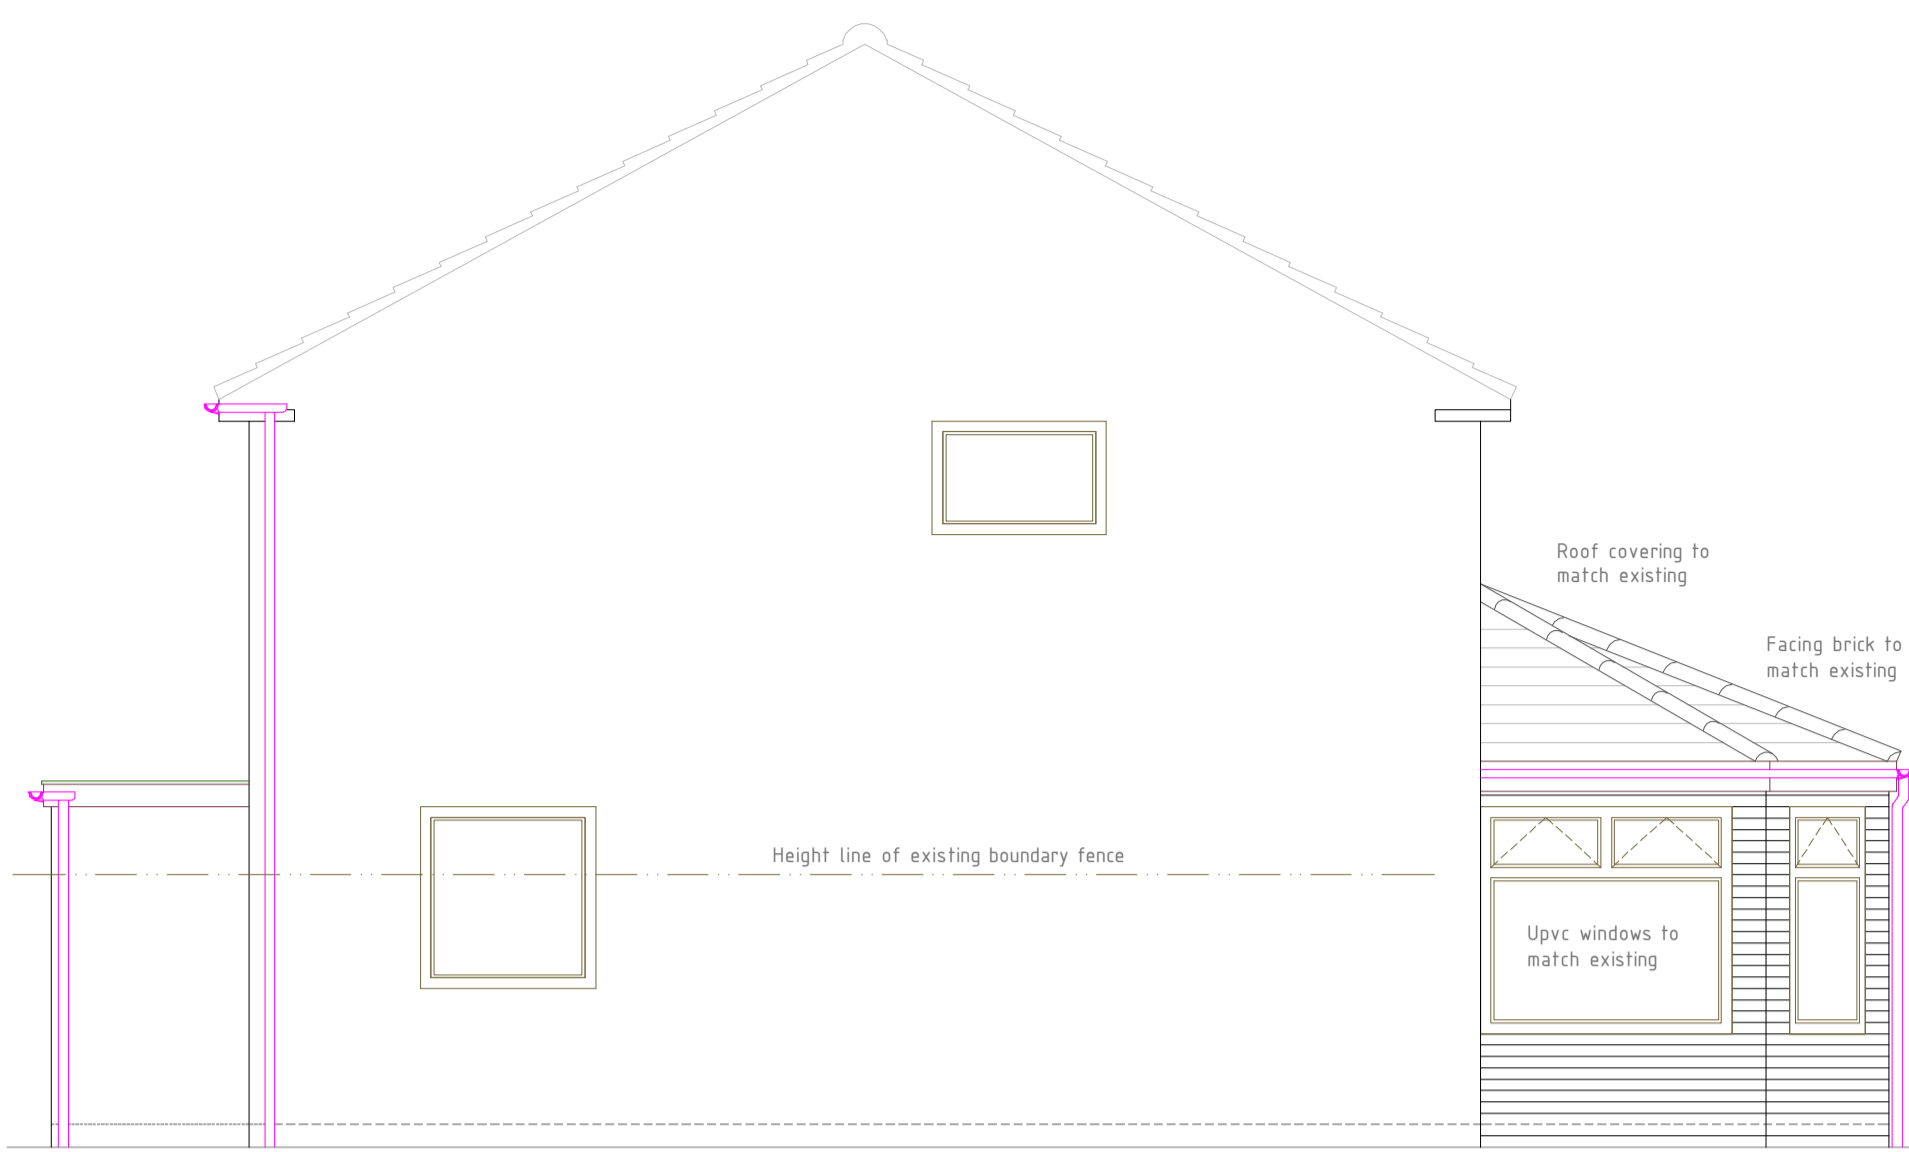 Roof covering to
match existing
Facing brick to
match existing
Height line of existing boundary fence
Upvc windows to
match existing